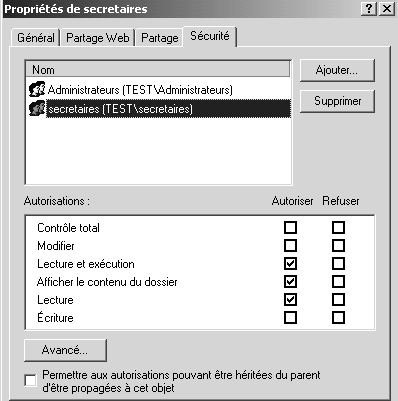 Propriétés de secretaires
Général Partage Web Partage Sécurité
Nom
Administrateurs (TEST\Administrateurs)
secretaires (TEST\secretaires)
Ajouter...
Supprimer
Autorisations : Autoriser Refuser
Contrôle total
Modifier
Lecture et exécution
Afficher le contenu du dossier
Lecture
Écriture
Avancé...
Permettre aux autorisations pouvant être héritées du parent
d'être propagées à cet objet